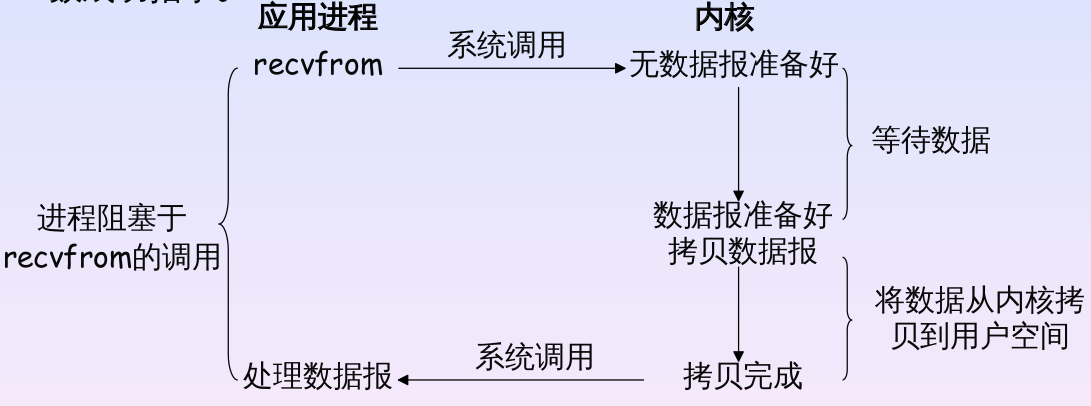 应用进程
内核
系统调用
recvfrom
无数据报准备好
等待数据
进程阻塞于
recvfrom的调用
数据报准备好
拷贝数据报
将数据从内核拷
贝到用户空间
系统调用
处理数据报
拷贝完成